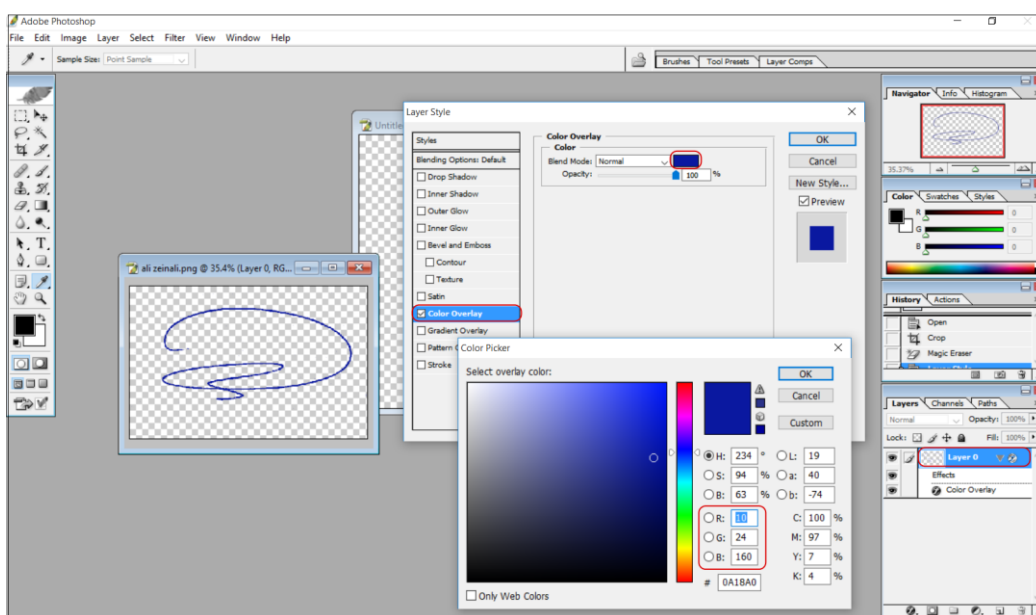 Adobe Photoshop
File Edit Image Layer Select Filter View Window Help
Sample Size: Point Sample
Brushes Tool Presets Layer Comps
Navigator Info Histogram
35.37%
Color Swatches Styles
R 0
G 0
B 0
History Actions
Open
Crop
Magic Eraser
Layer Style
Layers Channels Paths
Normal Opacity: 100%
Lock: Fill: 100%
Layer 0
Effects
Color Overlay
ali zeinali.png @ 35.4% (Layer 0, RG...
Layer Style
Styles
Blending Options: Default
Drop Shadow
Inner Shadow
Outer Glow
Inner Glow
Bevel and Emboss
Contour
Texture
Satin
Color Overlay
Gradient Overlay
Stroke
Color Overlay
Color
Blend Mode: Normal
Opacity: 100 %
OK
Cancel
New Style...
Preview
Color Picker
Select overlay color:
OK
Cancel
Custom
H: 234 ° L: 19
S: 94 % a: 40
B: 63 % b: -74
R: 10 C: 100 %
G: 24 M: 97 %
B: 160 Y: 7 %
# 0A18A0 K: 4 %
Only Web Colors